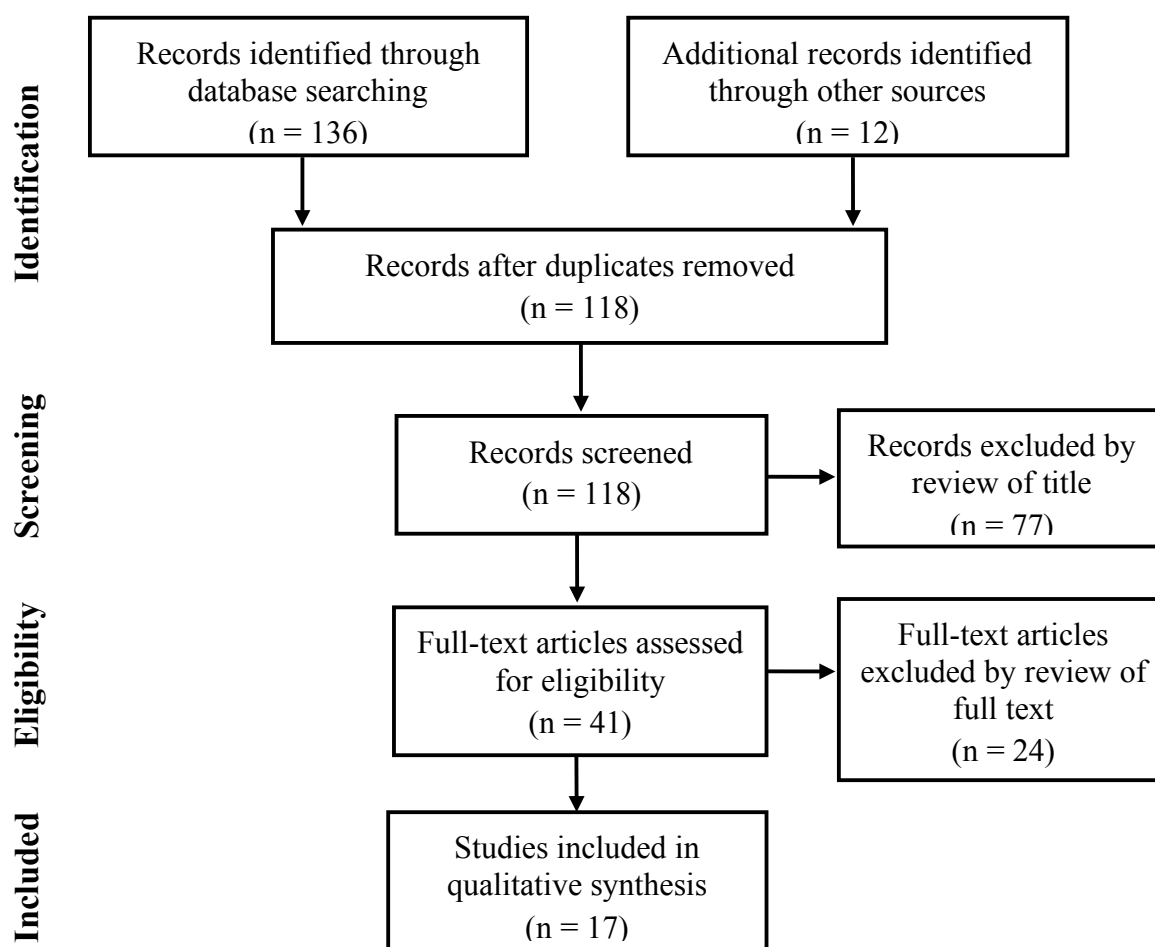 Identification
Records identified through
database searching
(n = 136)
Additional records identified
through other sources
(n = 12)
Records after duplicates removed
(n = 118)
Screening
Records screened
(n = 118)
Records excluded by
review of title
(n = 77)
Eligibility
Full-text articles assessed
for eligibility
(n = 41)
Full-text articles
excluded by review of
full text
(n = 24)
Included
Studies included in
qualitative synthesis
(n = 17)